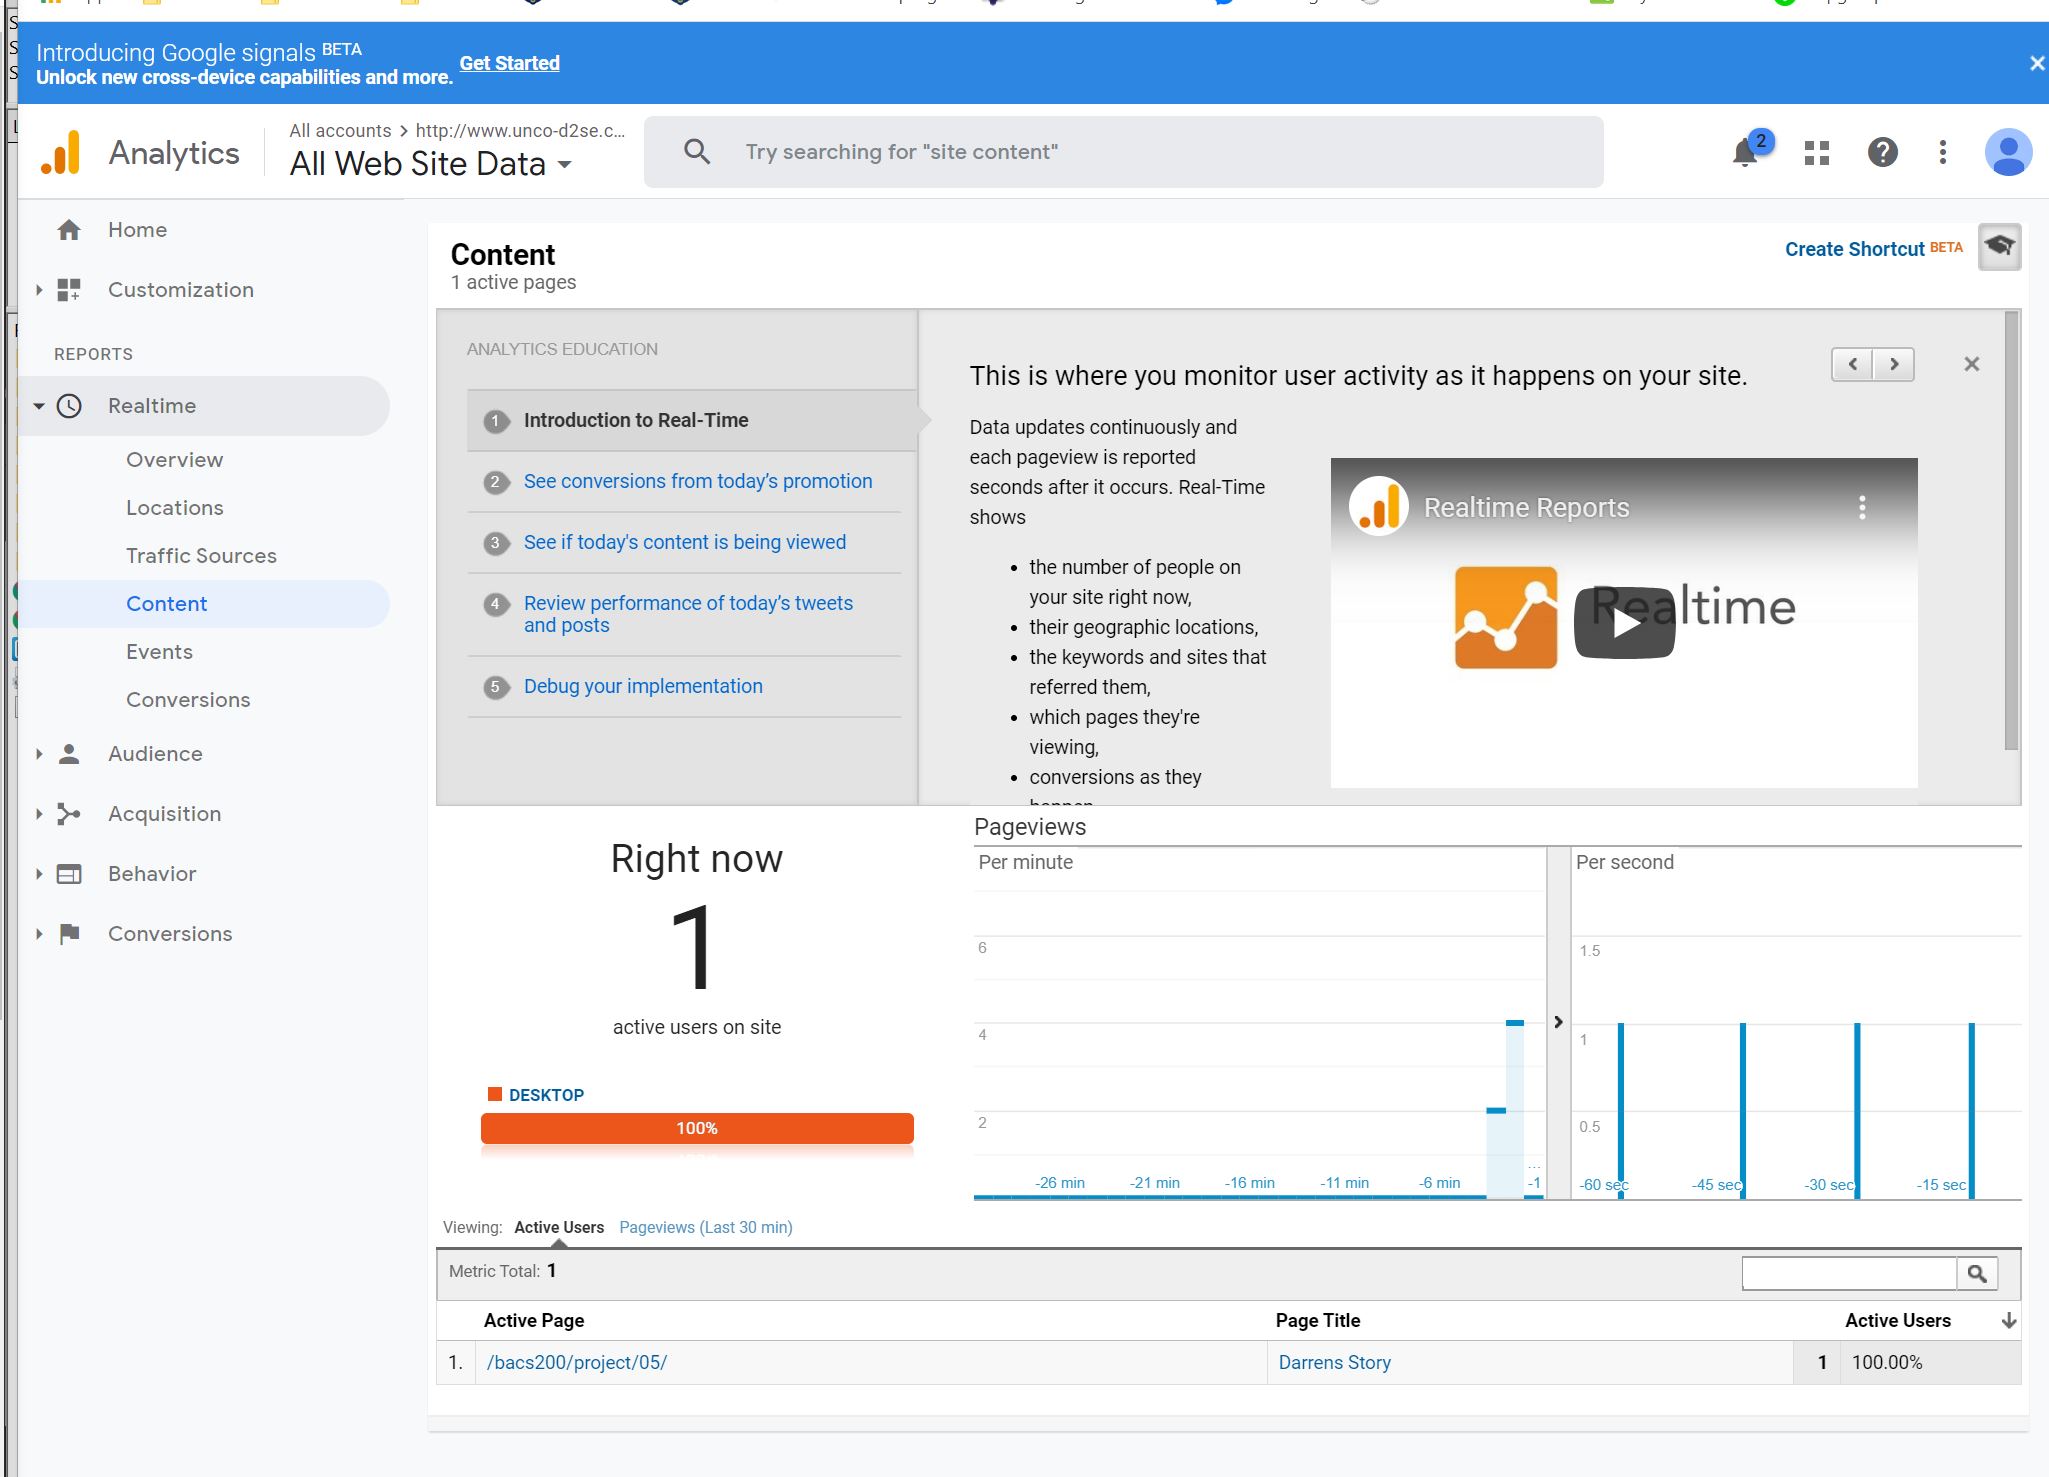 Introducing Google signals BETA
Unlock new cross-device capabilities and more. Get Started
Analytics
All accounts > http://www.unco-d2se.c...
All Web Site Data
Try searching for "site content"
2
Home
Customization
REPORTS
Realtime
Overview
Locations
Traffic Sources
Content
Events
Conversions
Audience
Acquisition
Behavior
Conversions
Content
1 active pages
Create Shortcut BETA
ANALYTICS EDUCATION
1 Introduction to Real-Time
2 See conversions from today’s promotion
3 See if today's content is being viewed
4 Review performance of today’s tweets
and posts
5 Debug your implementation
This is where you monitor user activity as it happens on your site.
Data updates continuously and
each pageview is reported
seconds after it occurs. Real-Time
shows
• the number of people on
your site right now,
• their geographic locations,
• the keywords and sites that
referred them,
• which pages they're
viewing,
• conversions as they
Realtime Reports
Realtime
Right now
1
active users on site
DESKTOP
100%
Pageviews
Per minute
6
4
2
-26 min -21 min -16 min -11 min -6 min -1
...
Per second
1.5
1
0.5
-60 sec -45 sec -30 sec -15 sec
Viewing: Active Users Pageviews (Last 30 min)
Metric Total: 1
Active Page Page Title Active Users
1. /bacs200/project/05/ Darrens Story 1 100.00%